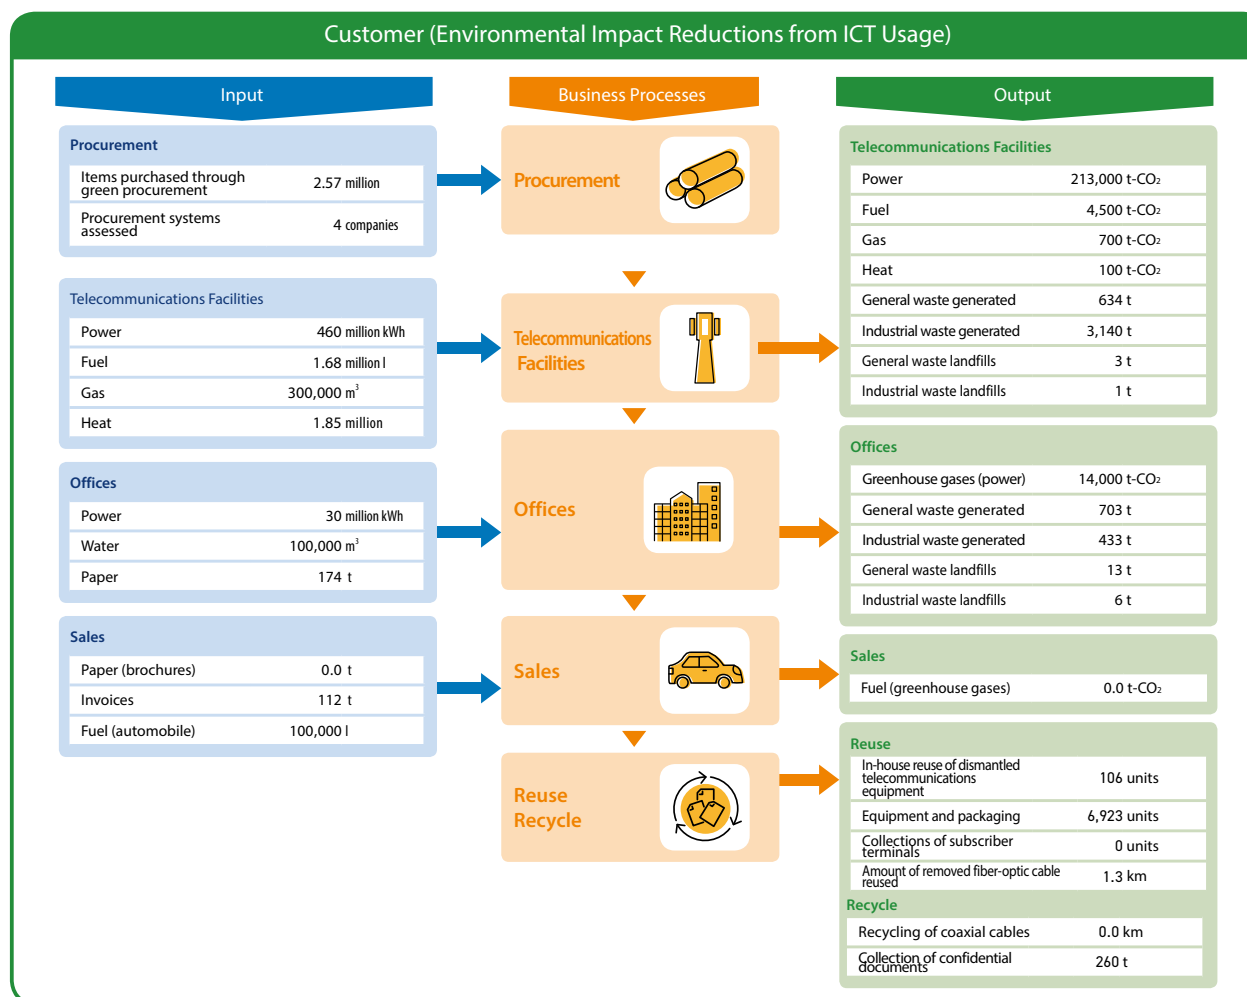 Customer (Environmental Impact Reductions from ICT Usage)
Input
Procurement
Items purchased through
green procurement
2.57 million
Procurement systems
assessed
4 companies
Telecommunications Facilities
Power 460 million kWh
Fuel 1.68 million l
Gas 300,000 m³
Heat 1.85 million
Offices
Power 30 million kWh
Water 100,000 m³
Paper 174 t
Sales
Paper (brochures) 0.0 t
Invoices 112 t
Fuel (automobile) 100,000 l
Business Processes
Procurement
Telecommunications
Facilities
Offices
Sales
Reuse
Recycle
Output
Telecommunications Facilities
Power 213,000 t-CO₂
Fuel 4,500 t-CO₂
Gas 700 t-CO₂
Heat 100 t-CO₂
General waste generated 634 t
Industrial waste generated 3,140 t
General waste landfills 3 t
Industrial waste landfills 1 t
Offices
Greenhouse gases (power) 14,000 t-CO₂
General waste generated 703 t
Industrial waste generated 433 t
General waste landfills 13 t
Industrial waste landfills 6 t
Sales
Fuel (greenhouse gases) 0.0 t-CO₂
Reuse
In-house reuse of dismantled
telecommunications
equipment
106 units
Equipment and packaging 6,923 units
Collections of subscriber
terminals
0 units
Amount of removed fiber-optic cable
reused
1.3 km
Recycle
Recycling of coaxial cables 0.0 km
Collection of confidential
documents
260 t